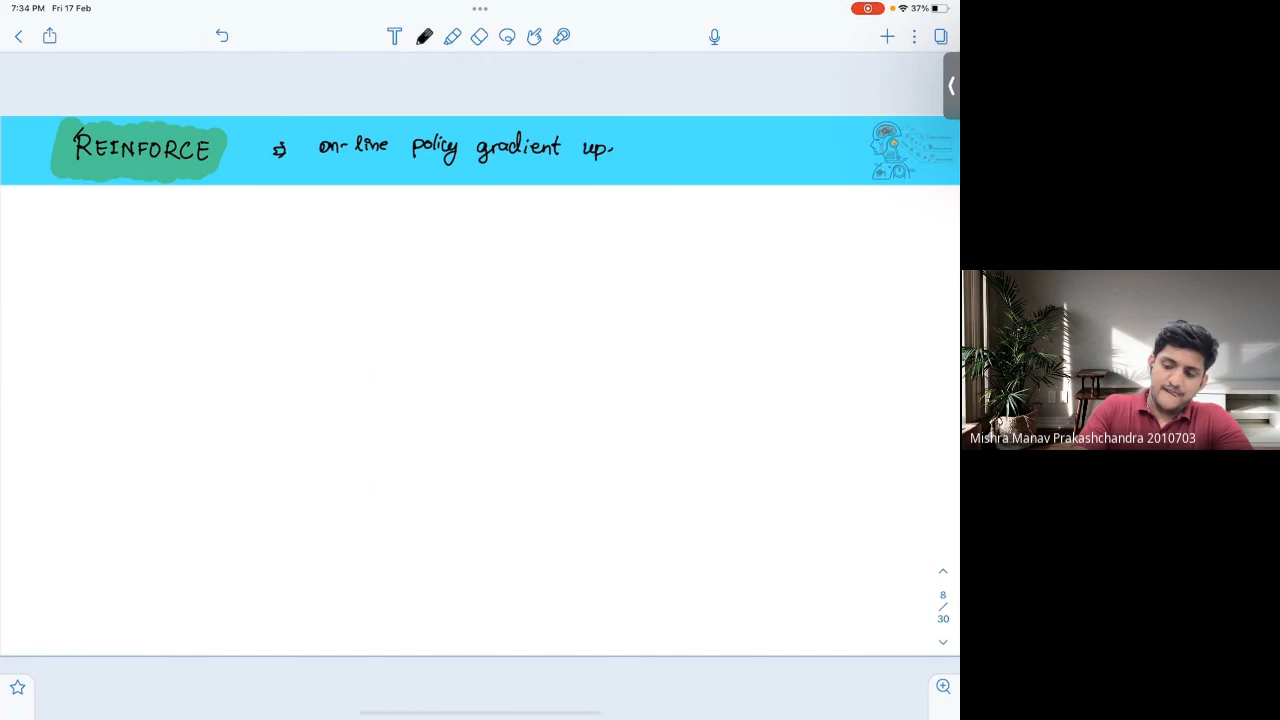 7:34 PM Fri 17 Feb
37%
REINFORCE ⇒ on-line policy gradient up-
8
/
30
Mishra Manav Prakashchandra 2010703